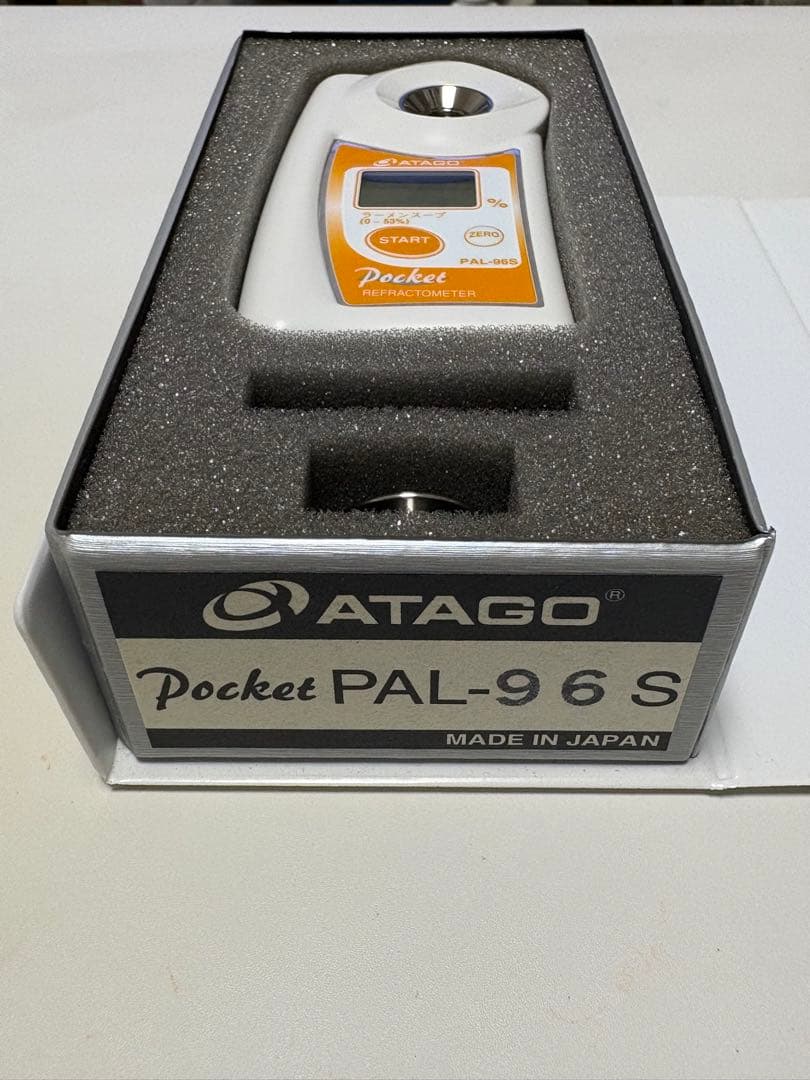 ATAGO
%
ラーメンスープ
(0 – 53%)
START
ZERO
PAL-96S
Pocket
REFRACTOMETER
ATAGO®
Pocket PAL-96S
MADE IN JAPAN